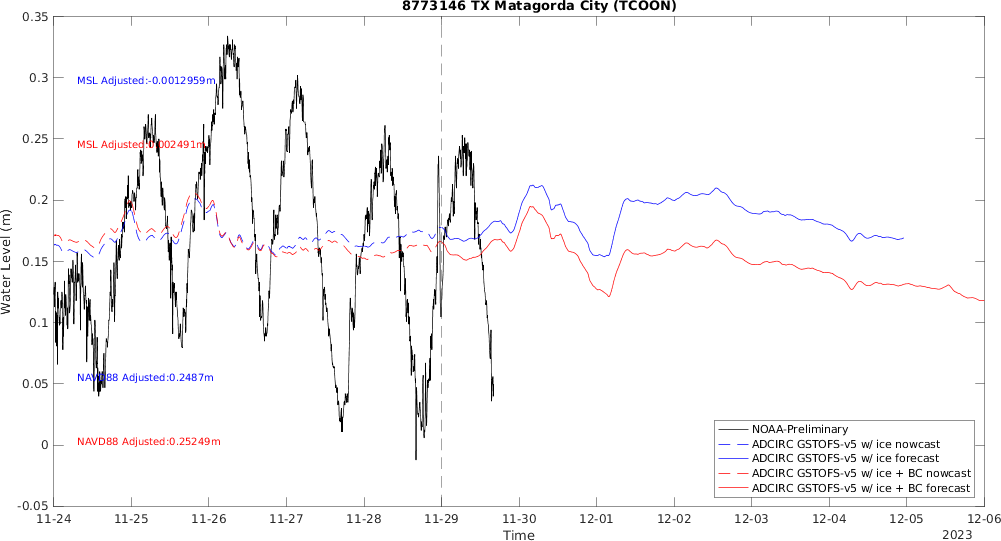 8773146 TX Matagorda City (TCOON)
0.35
0.3
0.25
0.2
0.15
0.1
0.05
0
-0.05
Water Level (m)
MSL Adjusted:-0.0012959m
MSL Adjusted:0.002491m
NAVD88 Adjusted:0.2487m
NAVD88 Adjusted:0.25249m
NOAA-Preliminary
ADCIRC GSTOFS-v5 w/ ice nowcast
ADCIRC GSTOFS-v5 w/ ice forecast
ADCIRC GSTOFS-v5 w/ ice + BC nowcast
ADCIRC GSTOFS-v5 w/ ice + BC forecast
11-24 11-25 11-26 11-27 11-28 11-29 11-30 12-01 12-02 12-03 12-04 12-05 12-06
Time
2023